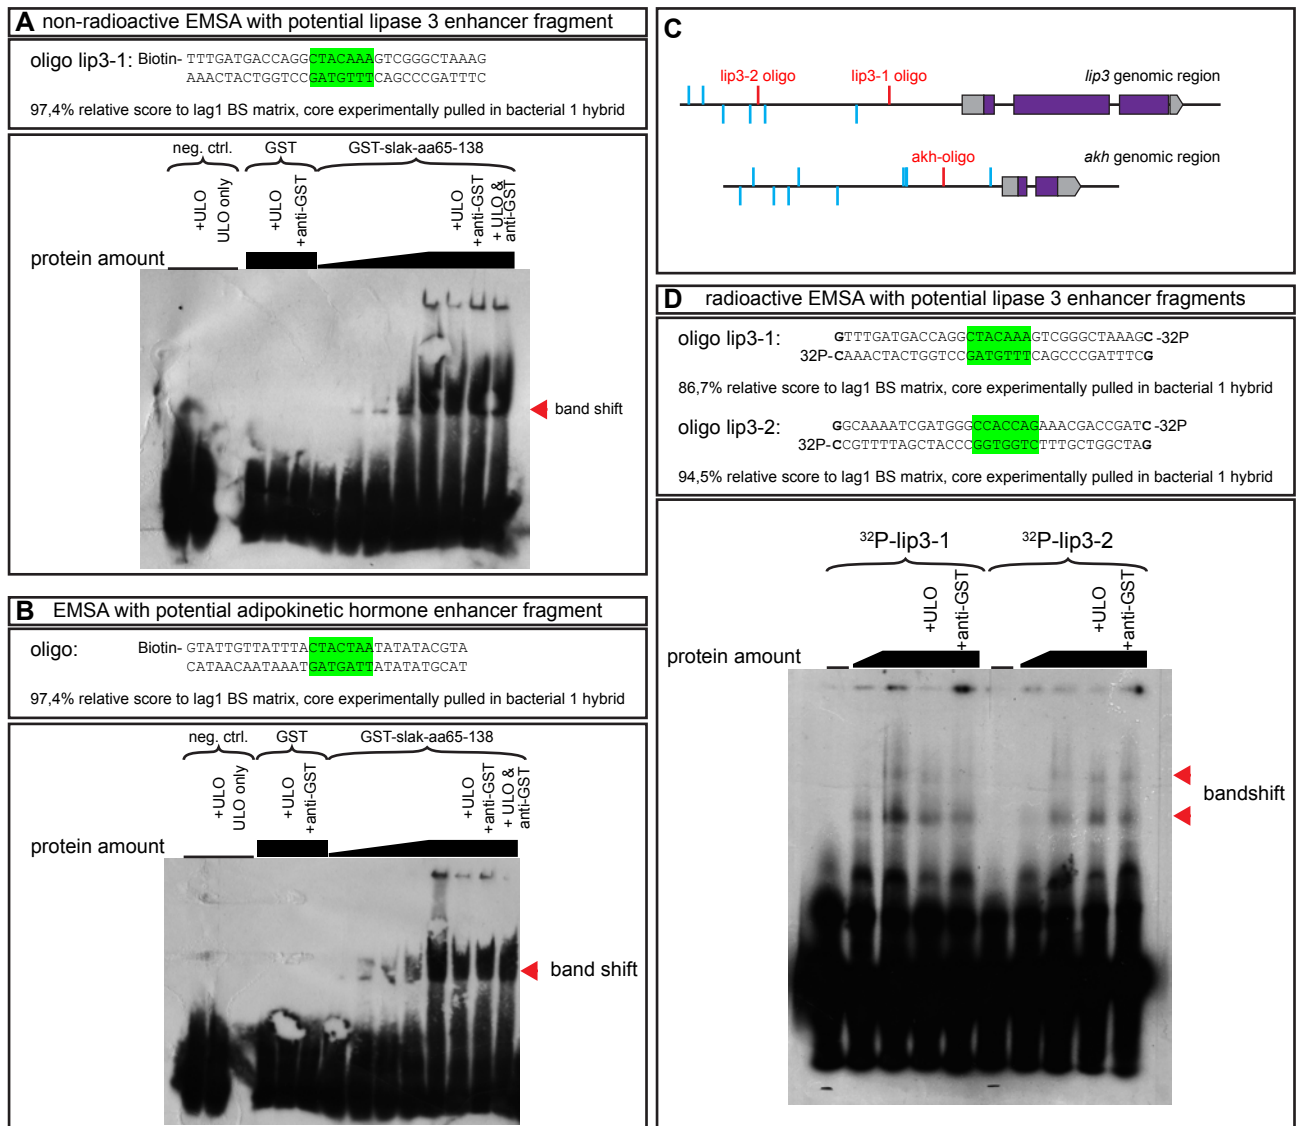 A non-radioactive EMSA with potential lipase 3 enhancer fragment
oligo lip3-1: Biotin- TTTGATGACCAGGCTACAAAGTCGGGCTAAAG
AAACTACTGGTCCGATGTTTCAGCCCGATTTC
97,4% relative score to lag1 BS matrix, core experimentally pulled in bacterial 1 hybrid
neg. ctrl. GST GST-slak-aa65-138
+ULO
ULO only
+ULO
+anti-GST
+ULO
+anti-GST
+ ULO &
anti-GST
protein amount
band shift
B EMSA with potential adipokinetic hormone enhancer fragment
oligo: Biotin- GTATTGTTATTTACTACTAATATATACGTA
CATAACAATAAATGATGATTATATATGCAT
97,4% relative score to lag1 BS matrix, core experimentally pulled in bacterial 1 hybrid
neg. ctrl. GST GST-slak-aa65-138
+ULO
ULO only
+ULO
+anti-GST
+ULO
+anti-GST
+ ULO &
anti-GST
protein amount
band shift
C
lip3-2 oligo lip3-1 oligo lip3 genomic region
akh-oligo akh genomic region
D radioactive EMSA with potential lipase 3 enhancer fragments
oligo lip3-1: GTTTGATGACCAGGCTACAAAGTCGGGCTAAAGC-32P
32P-CAAACTACTGGTCCGATGTTTCAGCCCGATTTCG
86,7% relative score to lag1 BS matrix, core experimentally pulled in bacterial 1 hybrid
oligo lip3-2: GGCAAAATCGATGGGCCACCAGAAACGACCGATC-32P
32P-CCGTTTTAGCTACCCGGTGGTCTTTGCTGGCTAG
94,5% relative score to lag1 BS matrix, core experimentally pulled in bacterial 1 hybrid
32P-lip3-1 32P-lip3-2
+ULO
+anti-GST
+ULO
+anti-GST
protein amount
bandshift